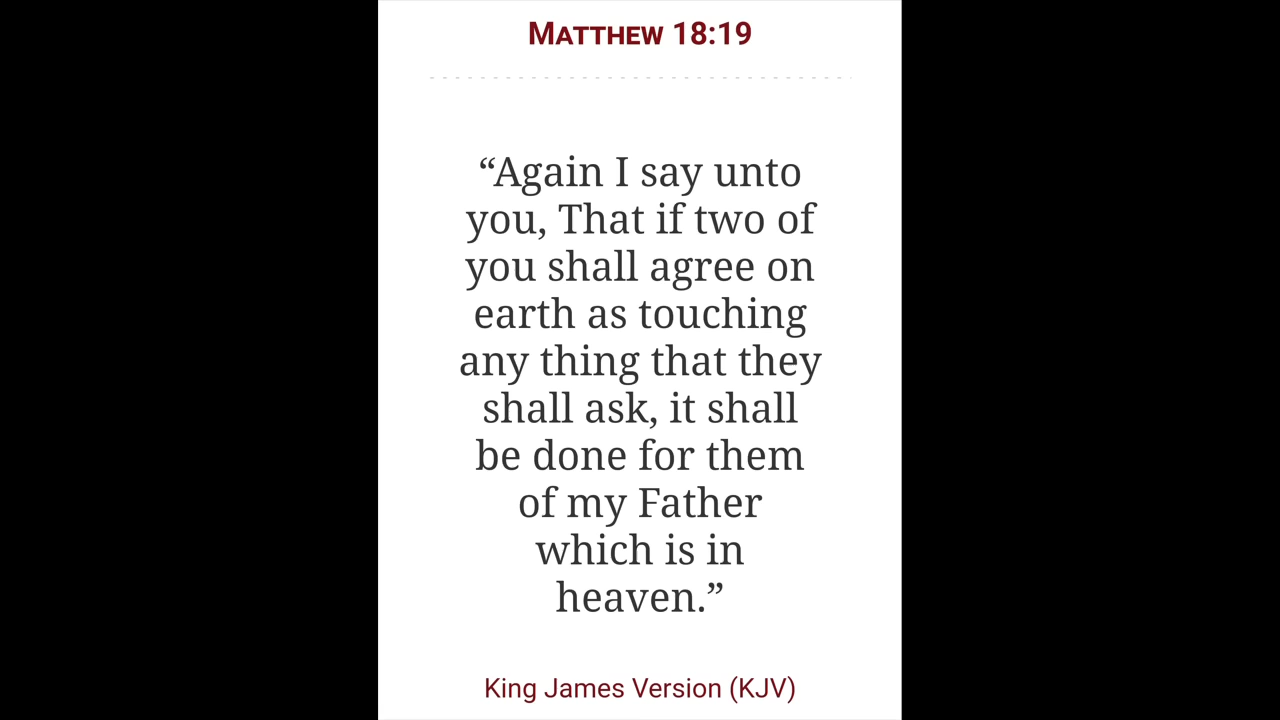 Matthew 18:19
“Again I say unto
you, That if two of
you shall agree on
earth as touching
any thing that they
shall ask, it shall
be done for them
of my Father
which is in
heaven.”
King James Version (KJV)